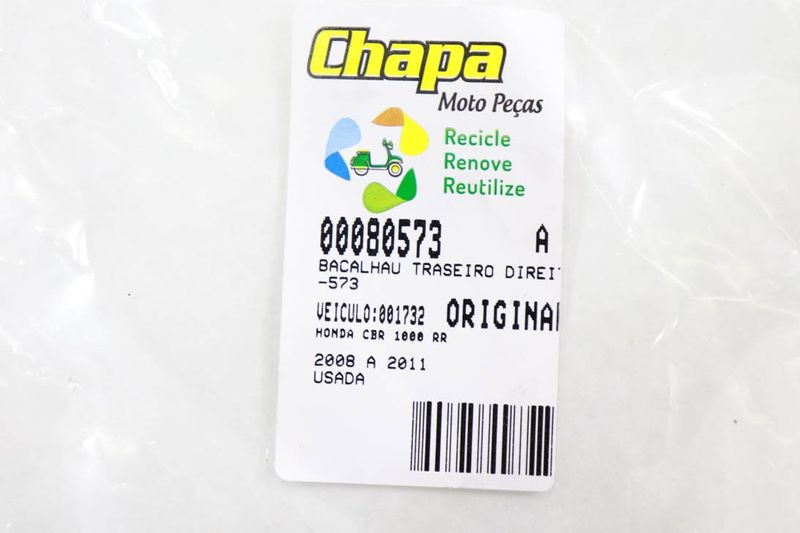 Chapa
Moto Peças
Recicle
Renove
Reutilize
00080573 A
BACALHAU TRASEIRO DIREIT
-573
VEICULO:001732 ORIGINA
HONDA CBR 1000 RR
2008 A 2011
USADA